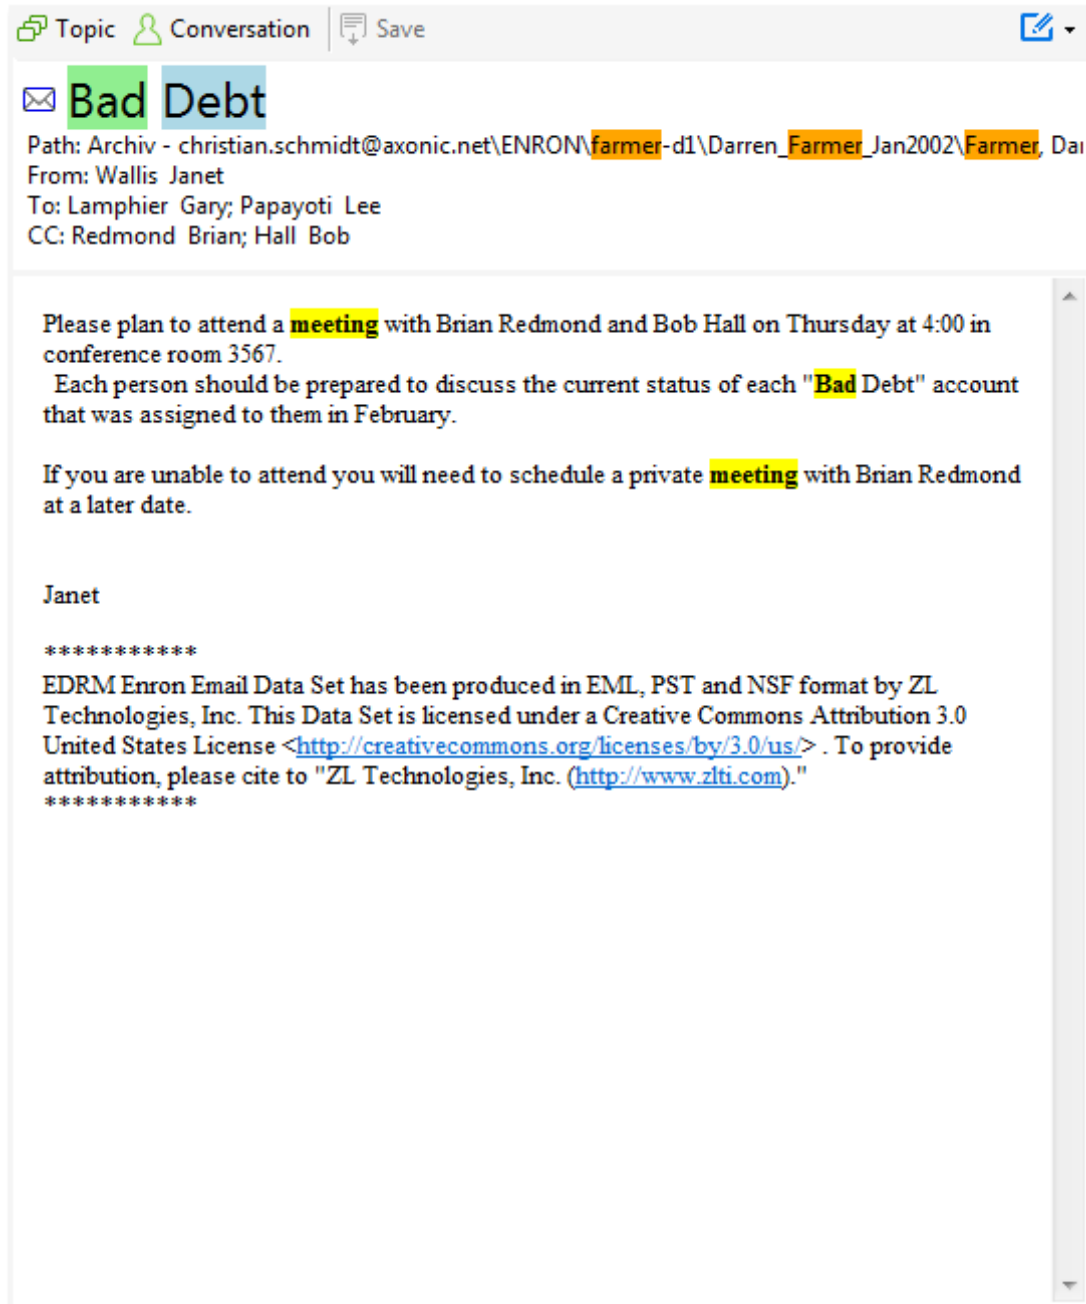 Topic Conversation Save
Bad Debt
Path: Archiv - christian.schmidt@axonic.net\ENRON\farmer-d1\Darren_Farmer_Jan2002\Farmer, Dar
From: Wallis Janet
To: Lamphier Gary; Papayoti Lee
CC: Redmond Brian; Hall Bob
Please plan to attend a meeting with Brian Redmond and Bob Hall on Thursday at 4:00 in
conference room 3567.
Each person should be prepared to discuss the current status of each "Bad Debt" account
that was assigned to them in February.
If you are unable to attend you will need to schedule a private meeting with Brian Redmond
at a later date.
Janet
***********
EDRM Enron Email Data Set has been produced in EML, PST and NSF format by ZL
Technologies, Inc. This Data Set is licensed under a Creative Commons Attribution 3.0
United States License <http://creativecommons.org/licenses/by/3.0/us/> . To provide
attribution, please cite to "ZL Technologies, Inc. (http://www.zlti.com)."
***********